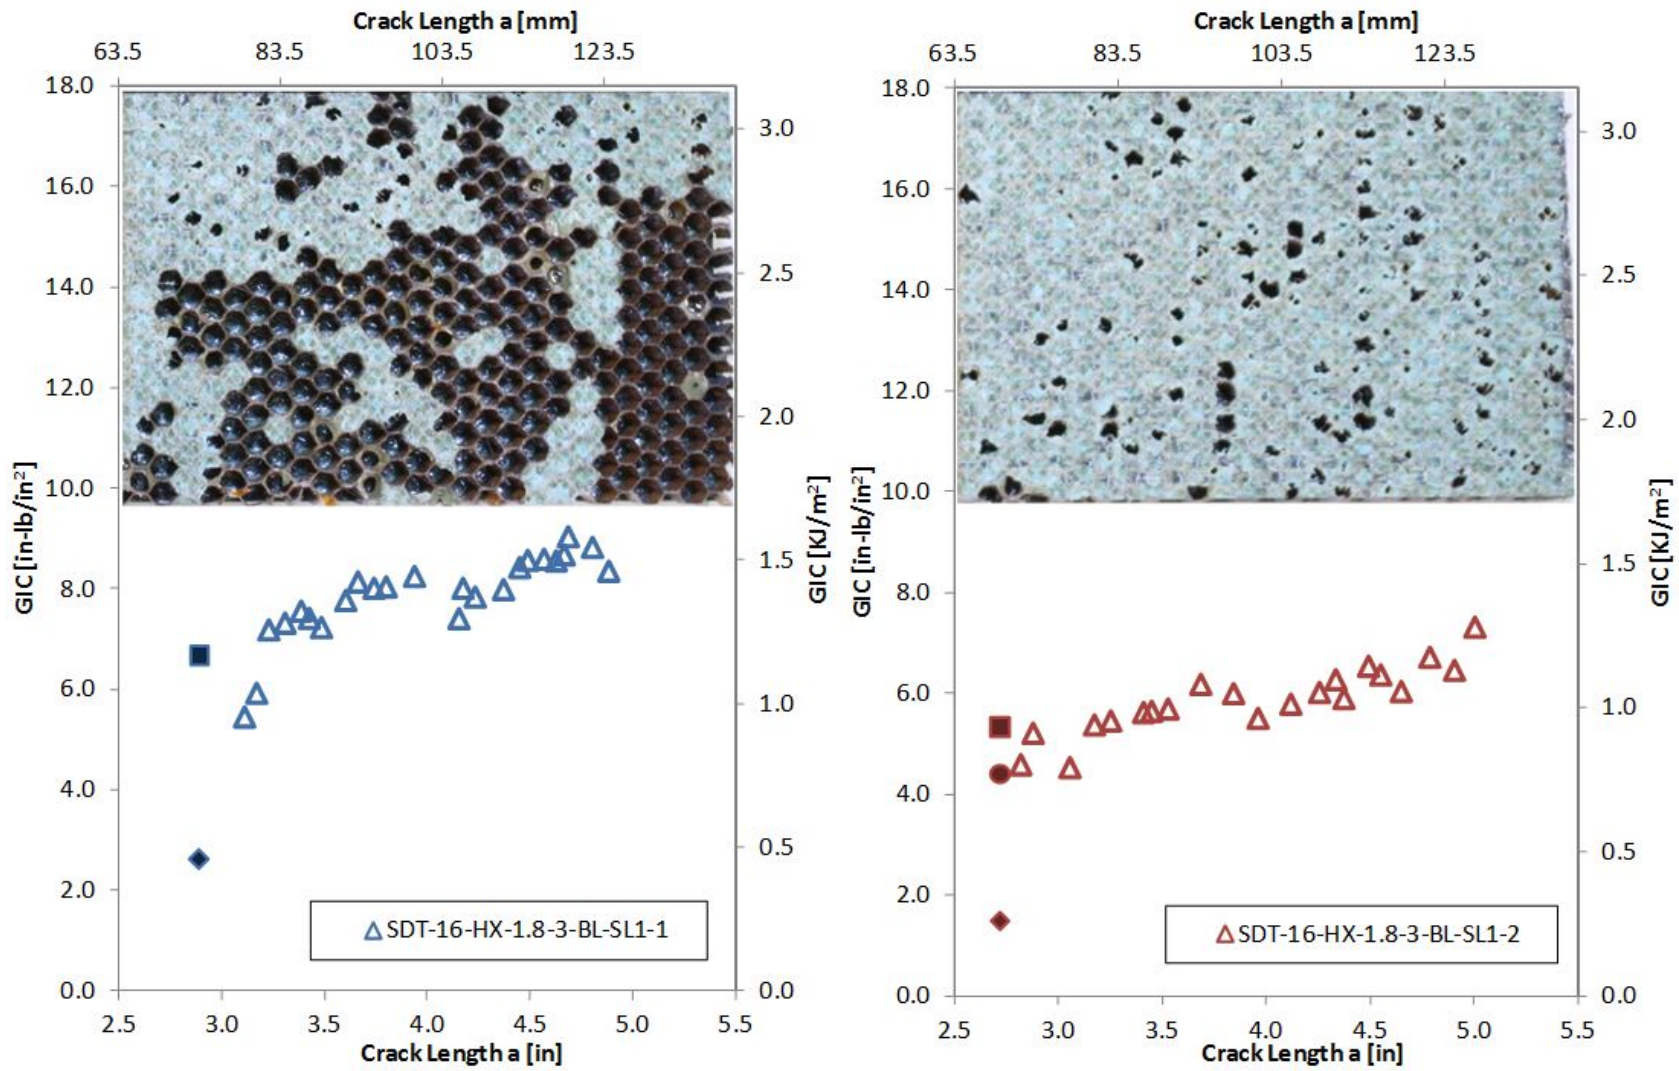 Crack Length a [mm]
63.5 83.5 103.5 123.5
18.0
16.0
14.0
12.0
10.0
8.0
6.0
4.0
2.0
0.0
GIC [in-lb/in²]
3.0
2.5
2.0
1.5
1.0
0.5
0.0
GIC [KJ/m²]
SDT-16-HX-1.8-3-BL-SL1-1
2.5 3.0 3.5 4.0 4.5 5.0 5.5
Crack Length a [in]
Crack Length a [mm]
63.5 83.5 103.5 123.5
18.0
16.0
14.0
12.0
10.0
8.0
6.0
4.0
2.0
0.0
GIC [in-lb/in²]
3.0
2.5
2.0
1.5
1.0
0.5
0.0
GIC [KJ/m²]
SDT-16-HX-1.8-3-BL-SL1-2
2.5 3.0 3.5 4.0 4.5 5.0 5.5
Crack Length a [in]